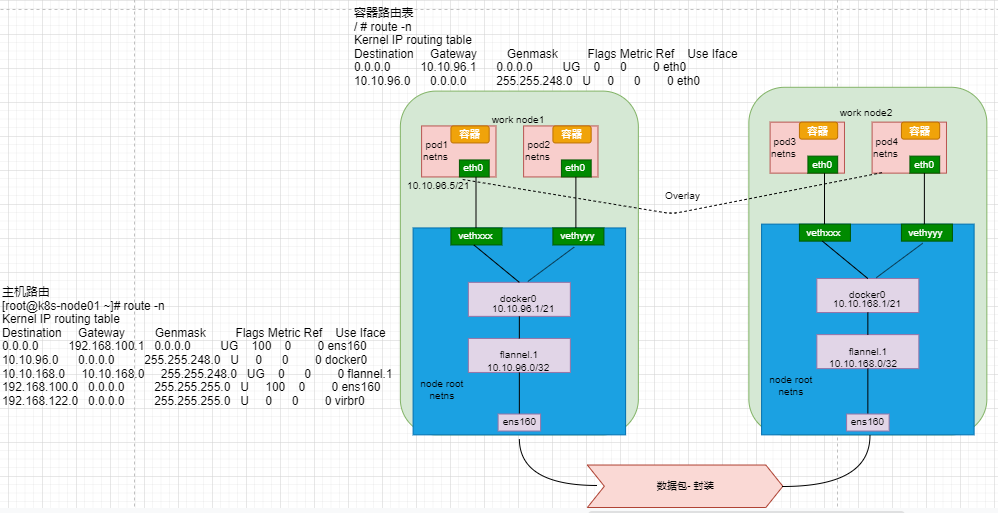 容器路由表
/ # route -n
Kernel IP routing table
Destination Gateway Genmask Flags Metric Ref Use Iface
0.0.0.0 10.10.96.1 0.0.0.0 UG 0 0 0 eth0
10.10.96.0 0.0.0.0 255.255.248.0 U 0 0 0 eth0
work node1
work node2
容器
容器
容器
容器
pod1
netns
pod2
netns
pod3
netns
pod4
netns
eth0
eth0
eth0
eth0
10.10.96.5/21
Overlay
vethxxx
vethyyy
vethxxx
vethyyy
主机路由
[root@k8s-node01 ~]# route -n
Kernel IP routing table
Destination Gateway Genmask Flags Metric Ref Use Iface
0.0.0.0 192.168.100.1 0.0.0.0 UG 100 0 0 ens160
10.10.96.0 0.0.0.0 255.255.248.0 U 0 0 0 docker0
10.10.168.0 10.10.168.0 255.255.248.0 UG 0 0 0 flannel.1
192.168.100.0 0.0.0.0 255.255.255.0 U 100 0 0 ens160
192.168.122.0 0.0.0.0 255.255.255.0 U 0 0 0 virbr0
docker0
10.10.96.1/21
docker0
10.10.168.1/21
flannel.1
10.10.96.0/32
flannel.1
10.10.168.0/32
node root
netns
node root
netns
ens160
ens160
数据包- 封装